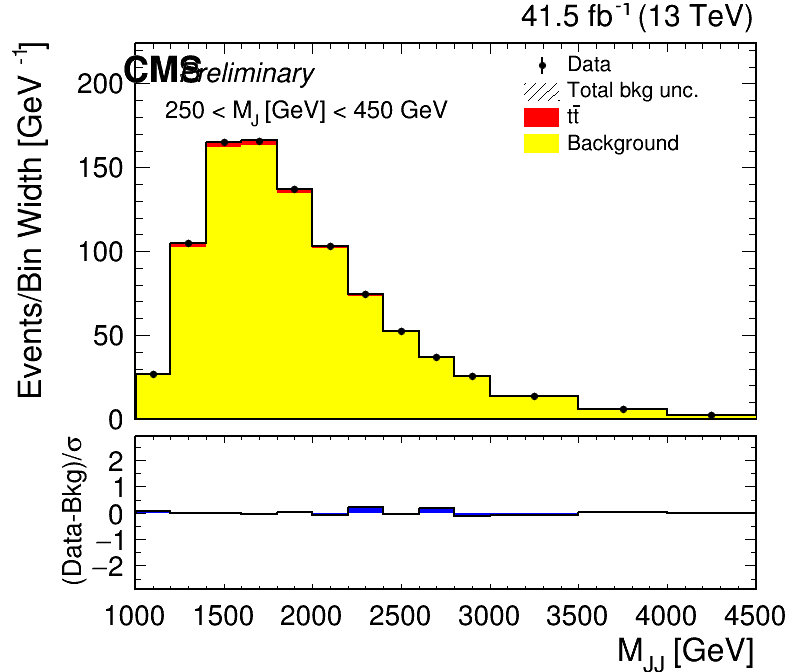 41.5 fb⁻¹ (13 TeV)
CMS Preliminary
250 < M_J [GeV] < 450 GeV
Data
Total bkg unc.
tt̄
Background
Events/Bin Width [GeV⁻¹]
200
150
100
50
0
(Data-Bkg)/σ
2
1
0
−1
−2
1000 1500 2000 2500 3000 3500 4000 4500
M_JJ [GeV]